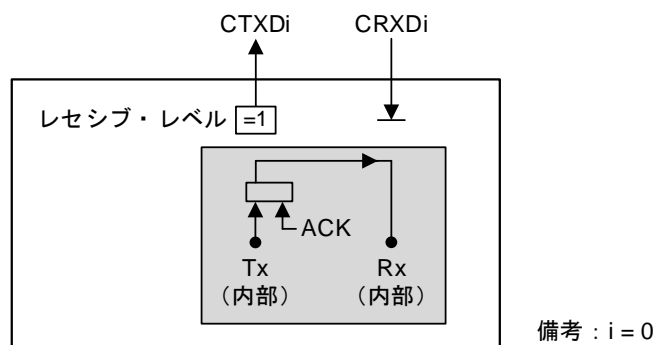 CTXDi CRXDi
レセシブ・レベル =1
ACK
Tx Rx
（内部） （内部）
備考 : i = 0